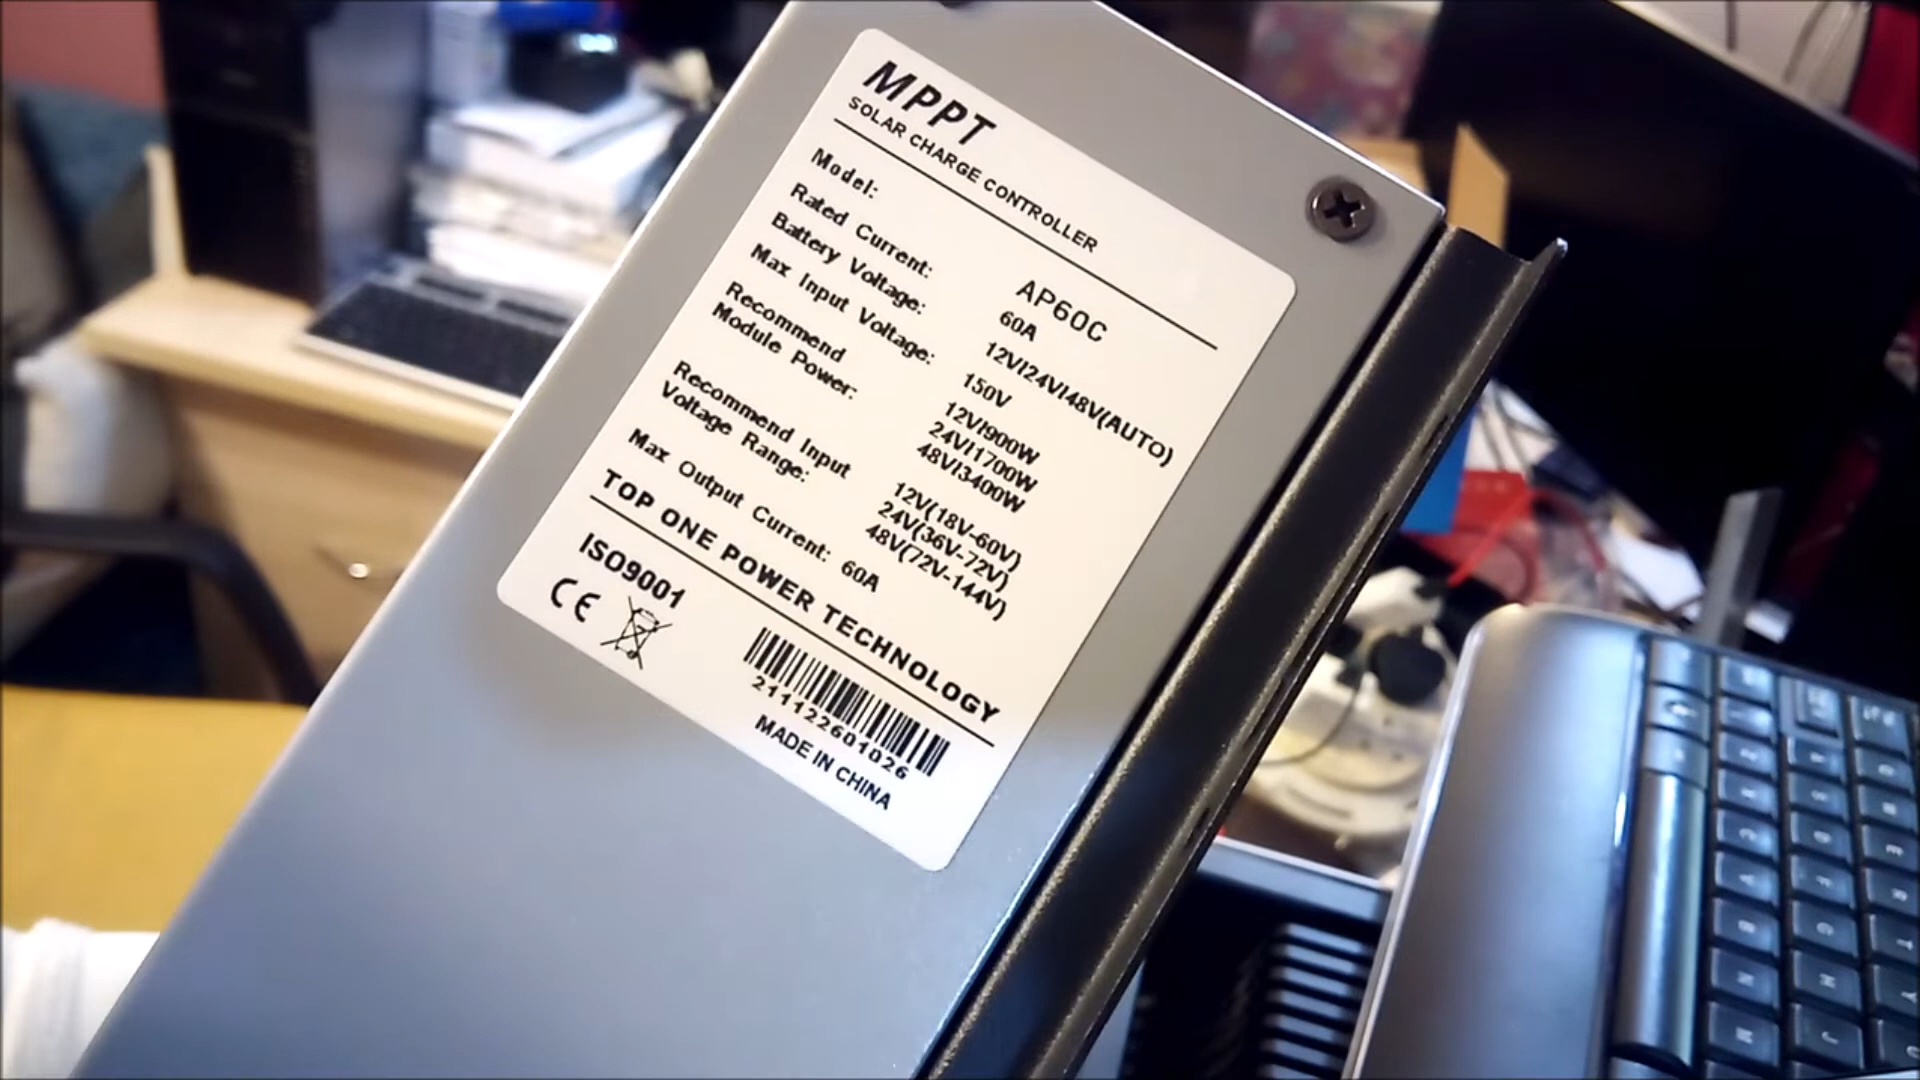 MPPT
SOLAR CHARGE CONTROLLER
Model: AP60C
Rated Current: 60A
Battery Voltage: 12V/24V/48V(AUTO)
Max Input Voltage: 150V
Recommend Module Power: 12V/900W
24V/1700W
48V/3400W
Recommend Input Voltage Range: 12V(18V-60V)
24V(36V-72V)
48V(72V-144V)
Max Output Current: 60A
TOP ONE POWER TECHNOLOGY
ISO9001
CE
211122601026
MADE IN CHINA